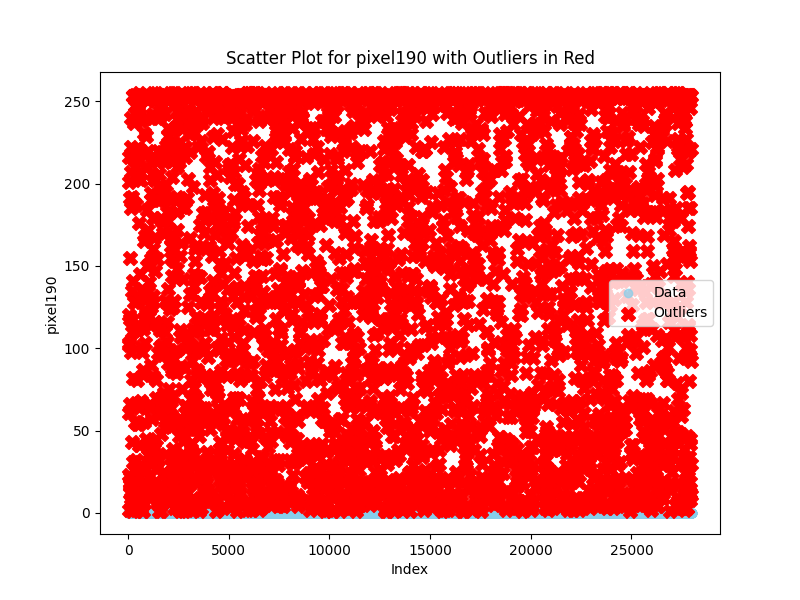 Scatter Plot for pixel190 with Outliers in Red
250
200
150
100
50
0
pixel190
Data
Outliers
0 5000 10000 15000 20000 25000
Index